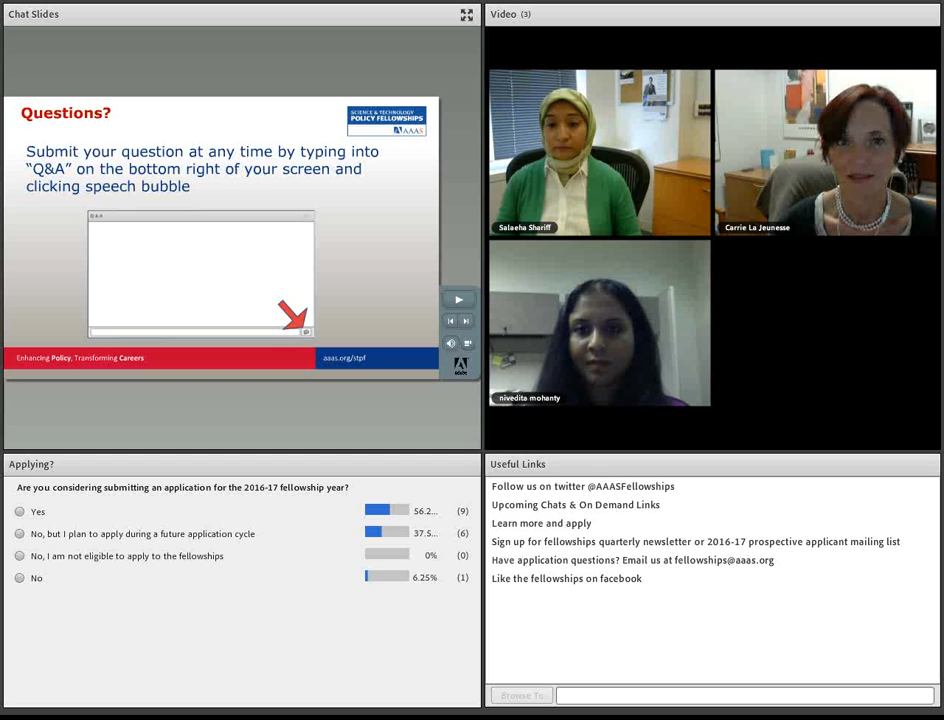 Chat Slides
Questions?
SCIENCE & TECHNOLOGY
POLICY FELLOWSHIPS
AAAS
Submit your question at any time by typing into
“Q&A” on the bottom right of your screen and
clicking speech bubble
Q & A
Enhancing Policy, Transforming Careers
aaas.org/stpf
Adobe
Video (3)
Salaeha Shariff
Carrie La Jeunesse
nivedita mohanty
Applying?
Are you considering submitting an application for the 2016-17 fellowship year?
Yes 56.2... (9)
No, but I plan to apply during a future application cycle 37.5... (6)
No, I am not eligible to apply to the fellowships 0% (0)
No 6.25% (1)
Useful Links
Follow us on twitter @AAASFellowships
Upcoming Chats & On Demand Links
Learn more and apply
Sign up for fellowships quarterly newsletter or 2016-17 prospective applicant mailing list
Have application questions? Email us at fellowships@aaas.org
Like the fellowships on facebook
Browse To